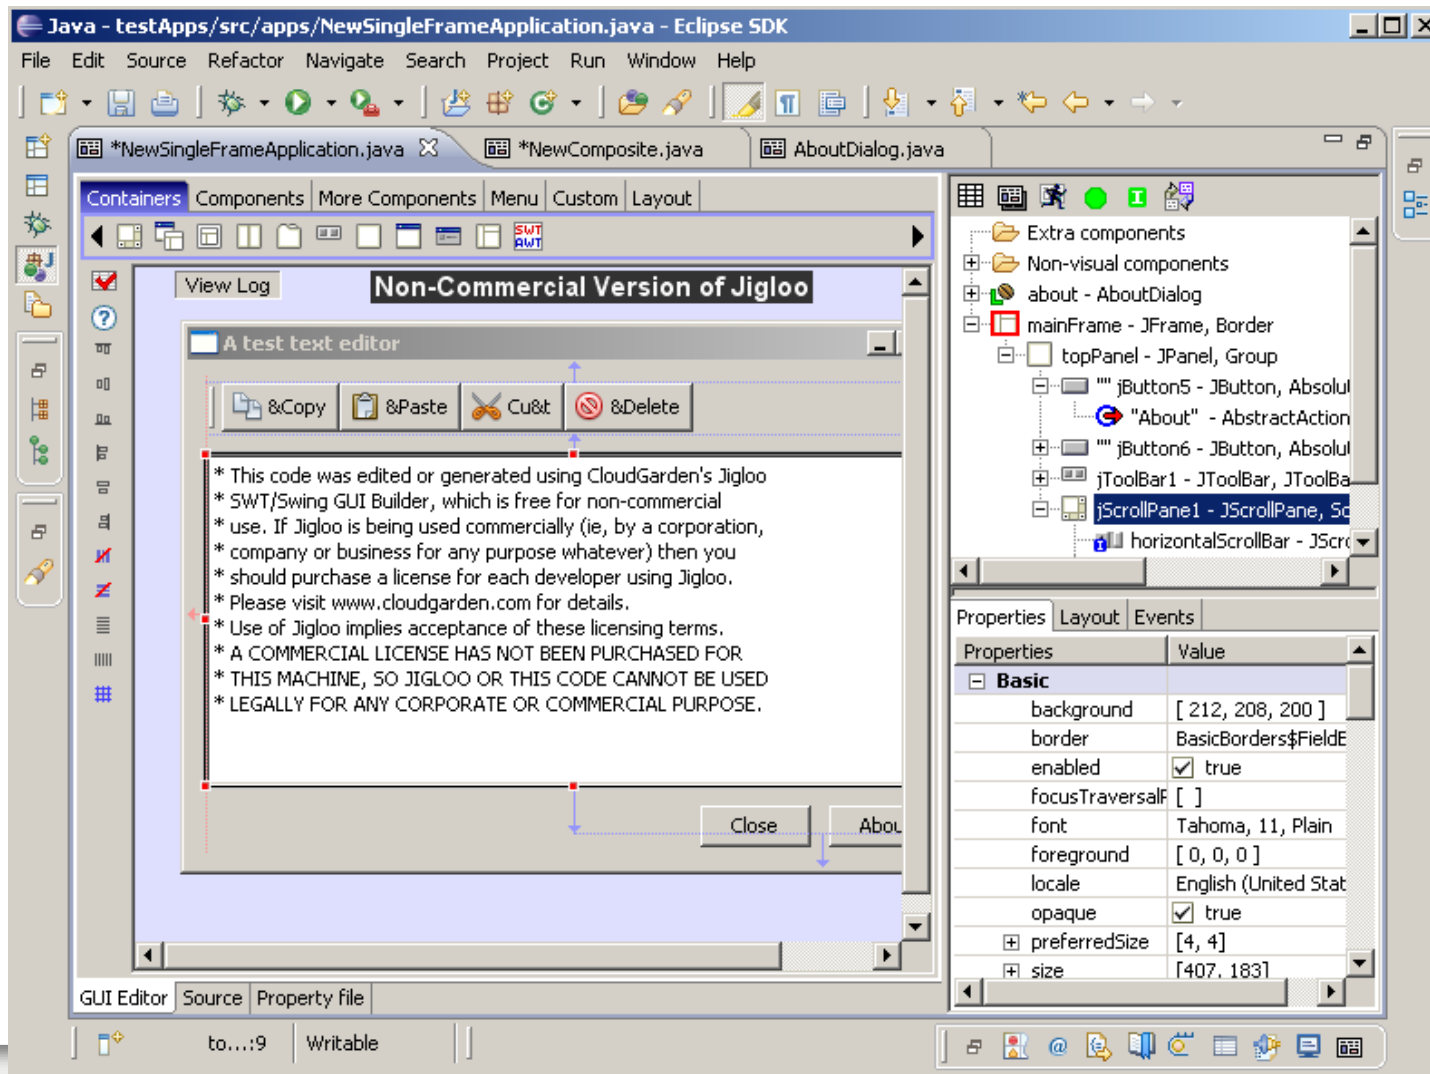 Java - testApps/src/apps/NewSingleFrameApplication.java - Eclipse SDK
File Edit Source Refactor Navigate Search Project Run Window Help
*NewSingleFrameApplication.java *NewComposite.java AboutDialog.java
Containers Components More Components Menu Custom Layout
SWT
AWT
View Log Non-Commercial Version of Jigloo
A test text editor
&Copy &Paste Cu&t &Delete
* This code was edited or generated using CloudGarden's Jigloo
* SWT/Swing GUI Builder, which is free for non-commercial
* use. If Jigloo is being used commercially (ie, by a corporation,
* company or business for any purpose whatever) then you
* should purchase a license for each developer using Jigloo.
* Please visit www.cloudgarden.com for details.
* Use of Jigloo implies acceptance of these licensing terms.
* A COMMERCIAL LICENSE HAS NOT BEEN PURCHASED FOR
* THIS MACHINE, SO JIGLOO OR THIS CODE CANNOT BE USED
* LEGALLY FOR ANY CORPORATE OR COMMERCIAL PURPOSE.
Close Abou
GUI Editor Source Property file
Extra components
Non-visual components
about - AboutDialog
mainFrame - JFrame, Border
topPanel - JPanel, Group
"" jButton5 - JButton, Absolu
"About" - AbstractAction
"" jButton6 - JButton, Absolu
jToolBar1 - JToolBar, JToolBa
jScrollPane1 - JScrollPane, Sc
horizontalScrollBar - JScr
Properties Layout Events
Properties Value
Basic
background [ 212, 208, 200 ]
border BasicBorders$FieldB
enabled true
focusTraversalP [ ]
font Tahoma, 11, Plain
foreground [ 0, 0, 0 ]
locale English (United Stat
opaque true
preferredSize [4, 4]
size [407, 183]
to...:9 Writable